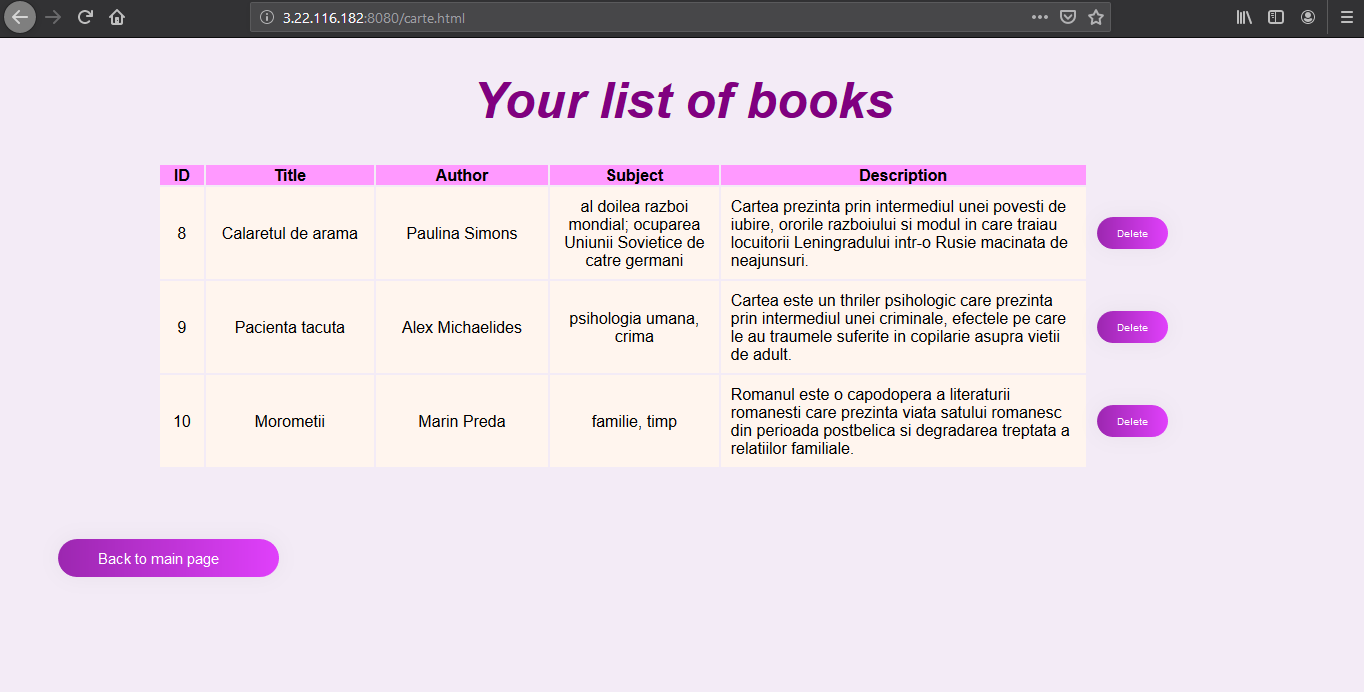 3.22.116.182:8080/carte.html
Your list of books
ID Title Author Subject Description
8 Calaretul de arama Paulina Simons
al doilea razboi
mondial; ocuparea
Uniunii Sovietice de
catre germani
Cartea prezinta prin intermediul unei povesti de
iubire, ororile razboiului si modul in care traiau
locuitorii Leningradului intr-o Rusie macinata de
neajunsuri.
Delete
9 Pacienta tacuta Alex Michaelides
psihologia umana,
crima
Cartea este un thriler psihologic care prezinta
prin intermediul unei criminale, efectele pe care
le au traumele suferite in copilarie asupra vietii
de adult.
Delete
10 Morometii Marin Preda
familie, timp
Romanul este o capodopera a literaturii
romanesti care prezinta viata satului romanesc
din perioada postbelica si degradarea treptata a
relatiilor familiale.
Delete
Back to main page